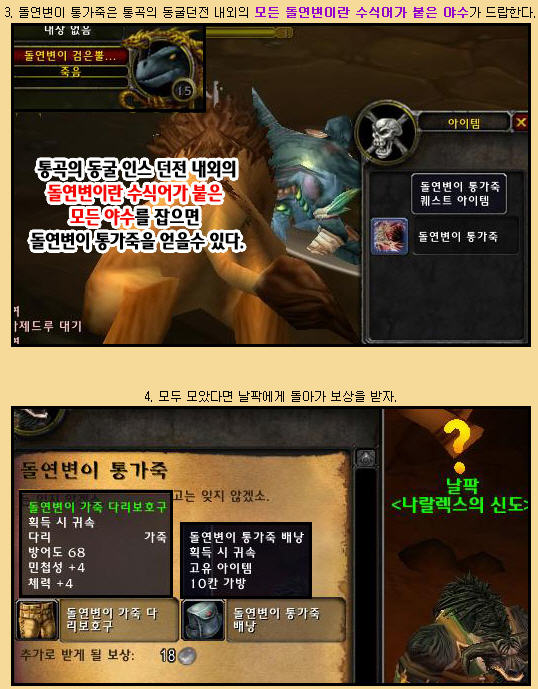 3. 돌연변이 통가죽은 통곡의 동굴던전 내외의 모든 돌연변이란 수식어가 붙은 야수가 드랍한다.
대상 없음
돌연변이 검은뿔...
죽음
15
아이템
돌연변이 통가죽
퀘스트 아이템
돌연변이 통가죽
통곡의 동굴 인스 던전 내외의
돌연변이란 수식어가 붙은
모든 야수를 잡으면
돌연변이 통가죽을 얻을수 있다.
제드루 대기
4. 모두 모았다면 날팍에게 돌아가 보상을 받자.
돌연변이 통가죽
고는 잊지 않겠소.
돌연변이 가죽 다리보호구
획득 시 귀속
다리 가죽
방어도 68
민첩성 +4
체력 +4
돌연변이 통가죽 배낭
획득 시 귀속
고유 아이템
10칸 가방
돌연변이 가죽 다
리보호구
돌연변이 통가죽
배낭
추가로 받게 될 보상: 18
날팍
<나랄렉스의 신도>